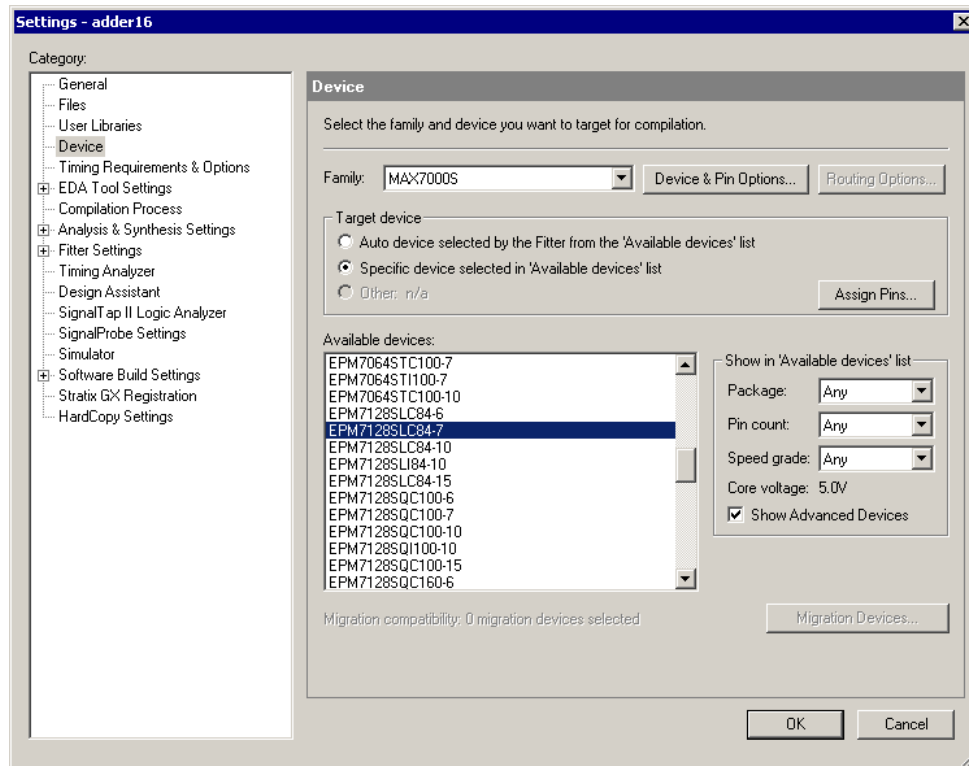 Settings - adder16
Category:
General
Files
User Libraries
Device
Timing Requirements & Options
EDA Tool Settings
Compilation Process
Analysis & Synthesis Settings
Fitter Settings
Timing Analyzer
Design Assistant
SignalTap II Logic Analyzer
SignalProbe Settings
Simulator
Software Build Settings
Stratix GX Registration
HardCopy Settings
Device
Select the family and device you want to target for compilation.
Family: MAX7000S Device & Pin Options... Routing Options...
Target device
Auto device selected by the Fitter from the 'Available devices' list
Specific device selected in 'Available devices' list
Other: n/a
Assign Pins...
Available devices:
EPM7064STC100-7
EPM7064STI100-7
EPM7064STC100-10
EPM7128SLC84-6
EPM7128SLC84-7
EPM7128SLC84-10
EPM7128SLI84-10
EPM7128SLC84-15
EPM7128SQC100-6
EPM7128SQC100-7
EPM7128SQC100-10
EPM7128SQI100-10
EPM7128SQC100-15
EPM7128SQC160-6
Show in 'Available devices' list
Package: Any
Pin count: Any
Speed grade: Any
Core voltage: 5.0V
Show Advanced Devices
Migration compatibility: 0 migration devices selected
Migration Devices...
OK Cancel